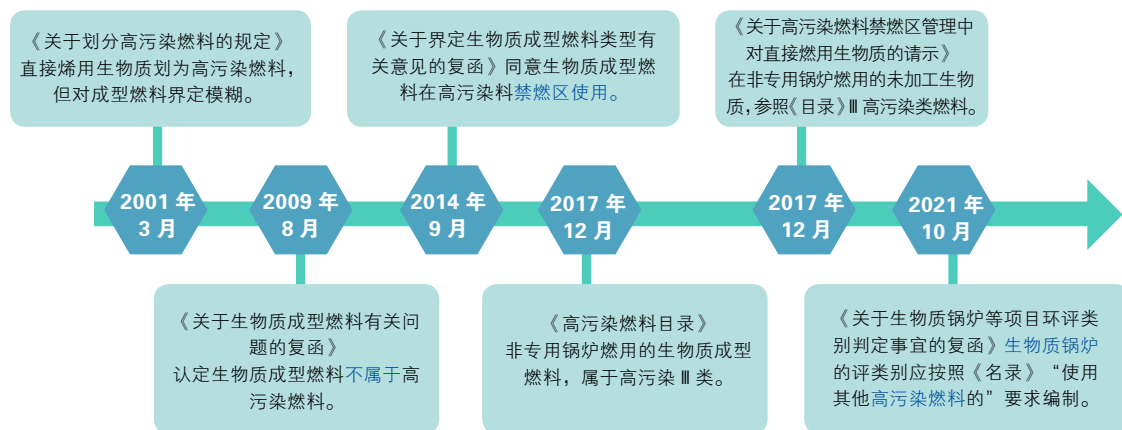 《关于划分高污染燃料的规定》
直接烯用生物质划为高污染燃料，
但对成型燃料界定模糊。
《关于界定生物质成型燃料类型有
关意见的复函》同意生物质成型燃
料在高污染料禁燃区使用。
《关于高污染燃料禁燃区管理中
对直接燃用生物质的请示》
在非专用锅炉燃用的未加工生物
质，参照《目录》Ⅲ 高污染类燃料。
2001 年
3 月
2009 年
8 月
2014 年
9 月
2017 年
12 月
2017 年
12 月
2021 年
10 月
《关于生物质成型燃料有关问
题的复函》
认定生物质成型燃料不属于高
污染燃料。
《高污染燃料目录》
非专用锅炉燃用的生物质成型
燃料，属于高污染 Ⅲ 类。
《关于生物质锅炉等项目环评类
别判定事宜的复函》生物质锅炉
的评类别应按照《名录》“使用
其他高污染燃料的”要求编制。